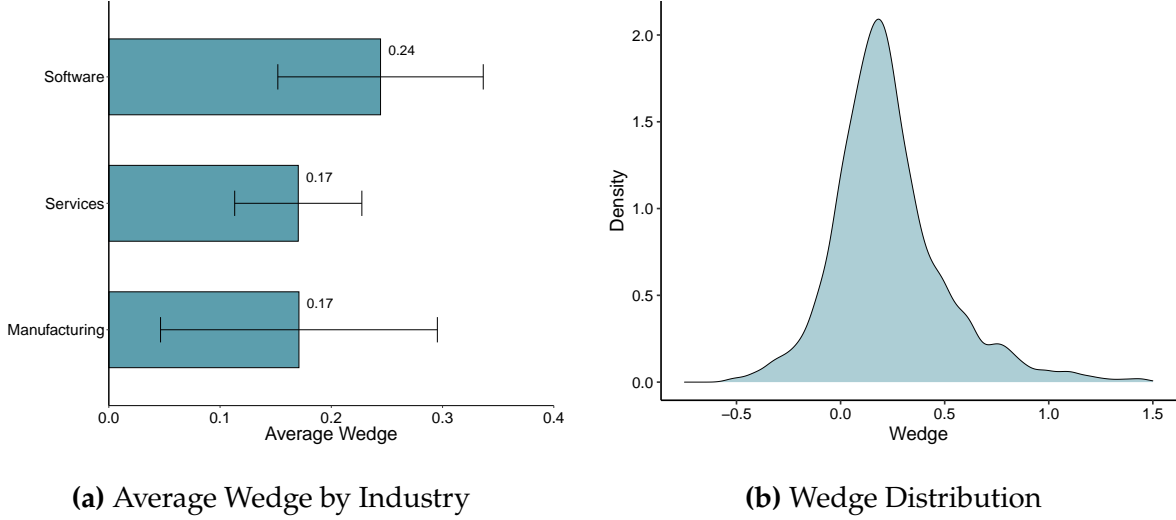 Software
0.24
Services
0.17
Manufacturing
0.17
0.0 0.1 0.2 0.3 0.4
Average Wedge
(a) Average Wedge by Industry
Density
2.0
1.5
1.0
0.5
0.0
−0.5 0.0 0.5 1.0 1.5
Wedge
(b) Wedge Distribution